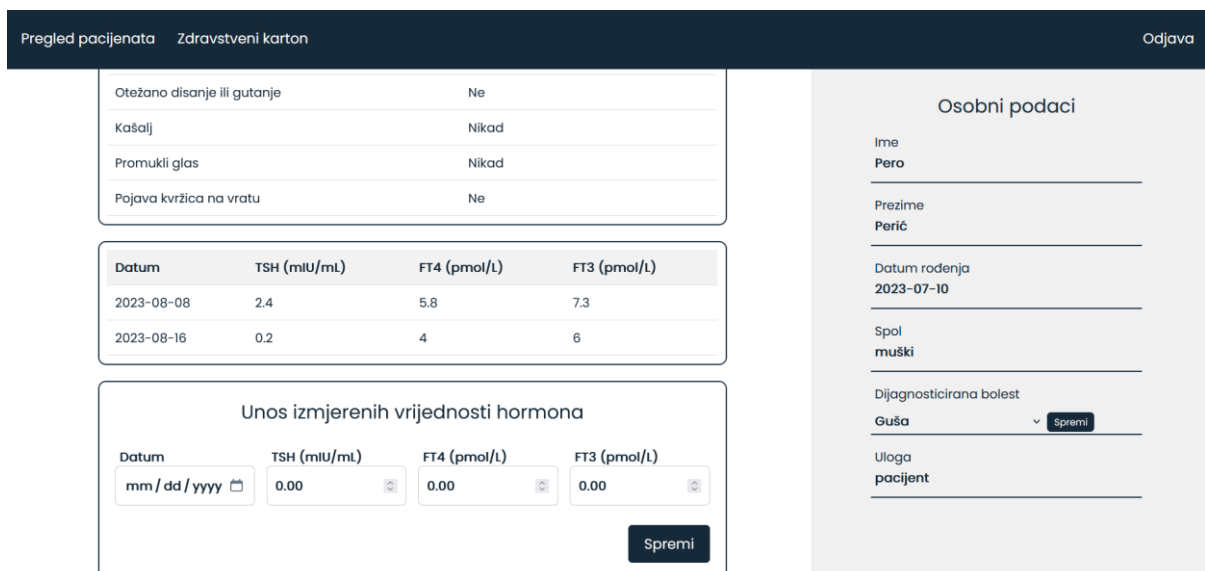 Pregled pacijenata Zdravstveni karton Odjava
Otežano disanje ili gutanje Ne
Kašalj Nikad
Promukli glas Nikad
Pojava kvržica na vratu Ne
Datum TSH (mIU/mL) FT4 (pmol/L) FT3 (pmol/L)
2023-08-08 2.4 5.8 7.3
2023-08-16 0.2 4 6
Unos izmjerenih vrijednosti hormona
Datum TSH (mIU/mL) FT4 (pmol/L) FT3 (pmol/L)
mm / dd / yyyy 0.00 0.00 0.00
Spremi
Osobni podaci
Ime
Pero
Prezime
Perić
Datum rođenja
2023-07-10
Spol
muški
Dijagnosticirana bolest
Guša Spremi
Uloga
pacijent